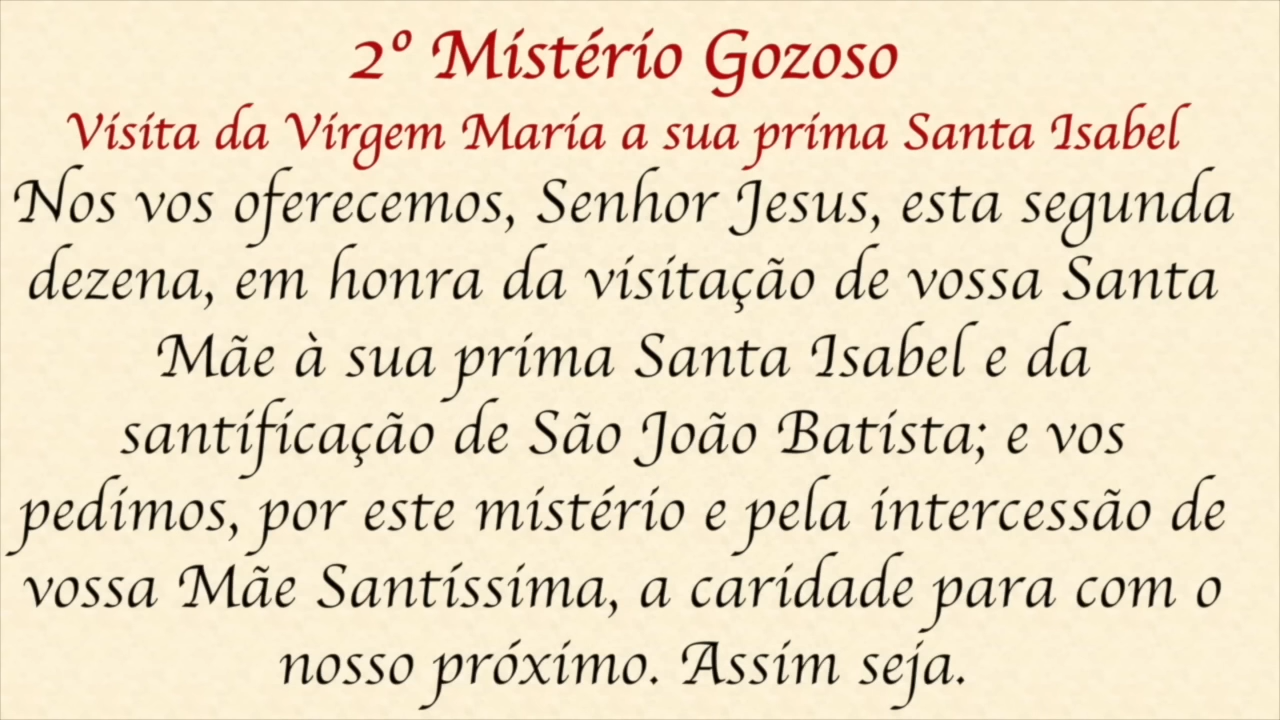 2º Mistério Gozoso
Visita da Virgem Maria a sua prima Santa Isabel
Nos vos oferecemos, Senhor Jesus, esta segunda
dezena, em honra da visitação de vossa Santa
Mãe à sua prima Santa Isabel e da
santificação de São João Batista; e vos
pedimos, por este mistério e pela intercessão de
vossa Mãe Santíssima, a caridade para com o
nosso próximo. Assim seja.